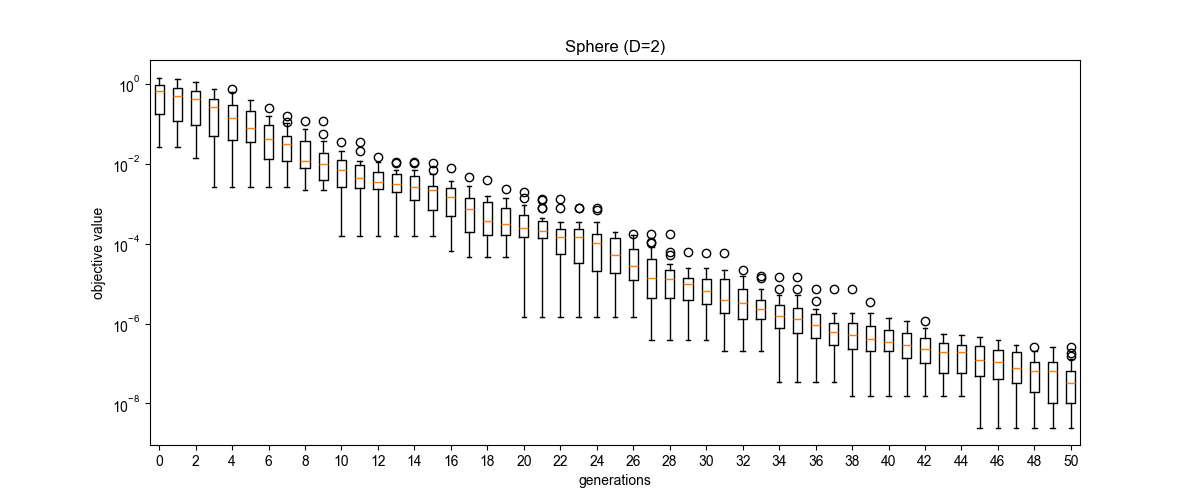 Sphere (D=2)
objective value
10⁰
10⁻²
10⁻⁴
10⁻⁶
10⁻⁸
0 2 4 6 8 10 12 14 16 18 20 22 24 26 28 30 32 34 36 38 40 42 44 46 48 50
generations